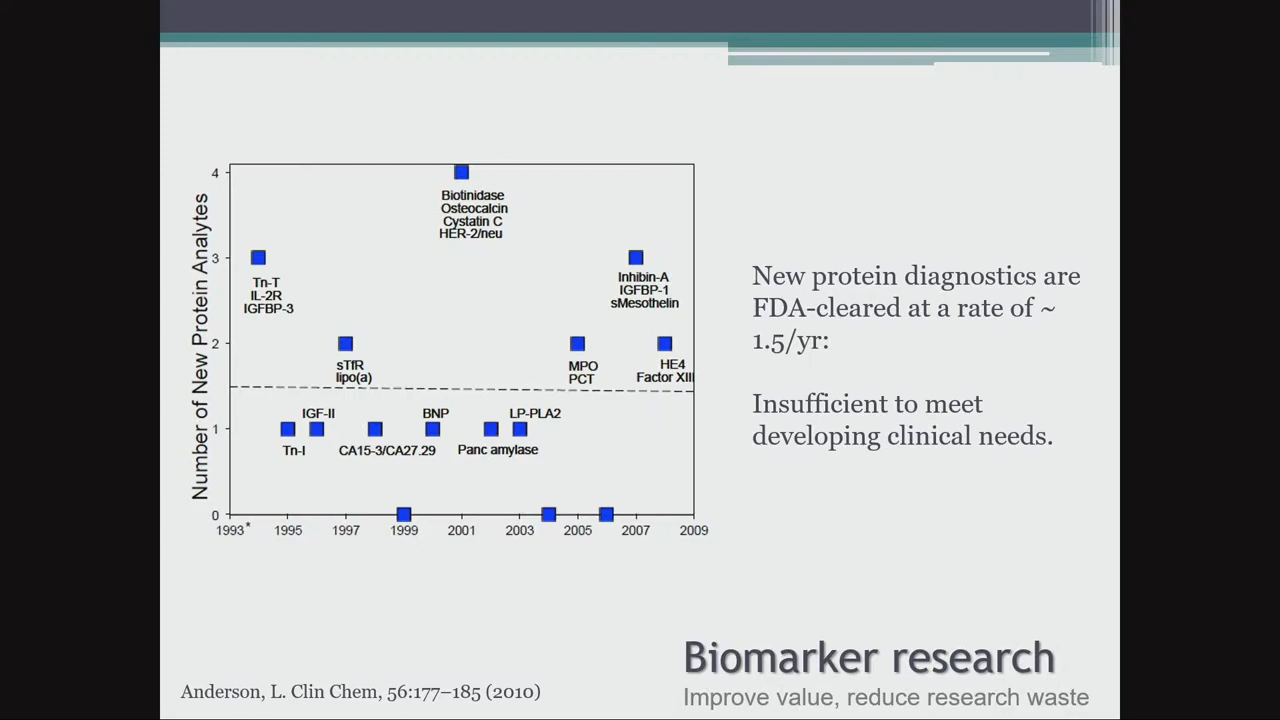 Number of New Protein Analytes
4
3
2
1
0
Biotinidase
Osteocalcin
Cystatin C
HER-2/neu
Tn-T
IL-2R
IGFBP-3
Inhibin-A
IGFBP-1
sMesothelin
sTfR
lipo(a)
MPO
PCT
HE4
Factor XIII
IGF-II
BNP
LP-PLA2
Tn-I
CA15-3/CA27.29
Panc amylase
1993* 1995 1997 1999 2001 2003 2005 2007 2009
New protein diagnostics are
FDA-cleared at a rate of ~
1.5/yr:
Insufficient to meet
developing clinical needs.
Biomarker research
Improve value, reduce research waste
Anderson, L. Clin Chem, 56:177–185 (2010)